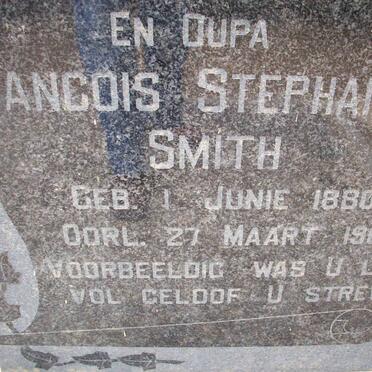 EN OUPA
ANCOIS STEPHA
SMITH
GEB. 1 JUNIE 1880
OORL. 27 MAART 19
VOORBEELDIG WAS U L
VOL GELOOF U STRE